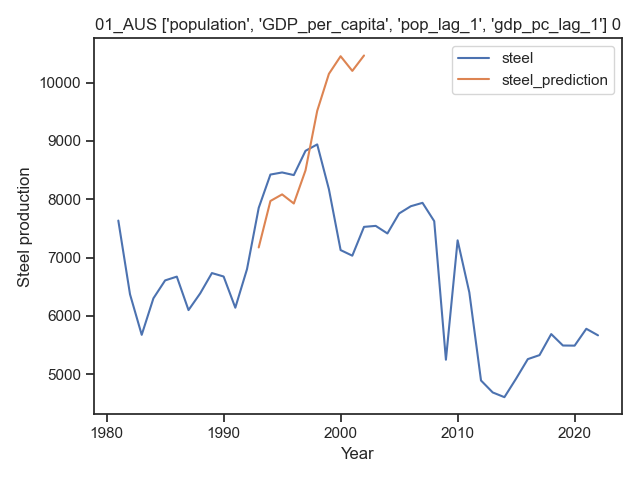 01_AUS ['population', 'GDP_per_capita', 'pop_lag_1', 'gdp_pc_lag_1'] 0
steel
steel_prediction
10000
9000
8000
7000
6000
5000
Steel production
1980
1990
2000
2010
2020
Year